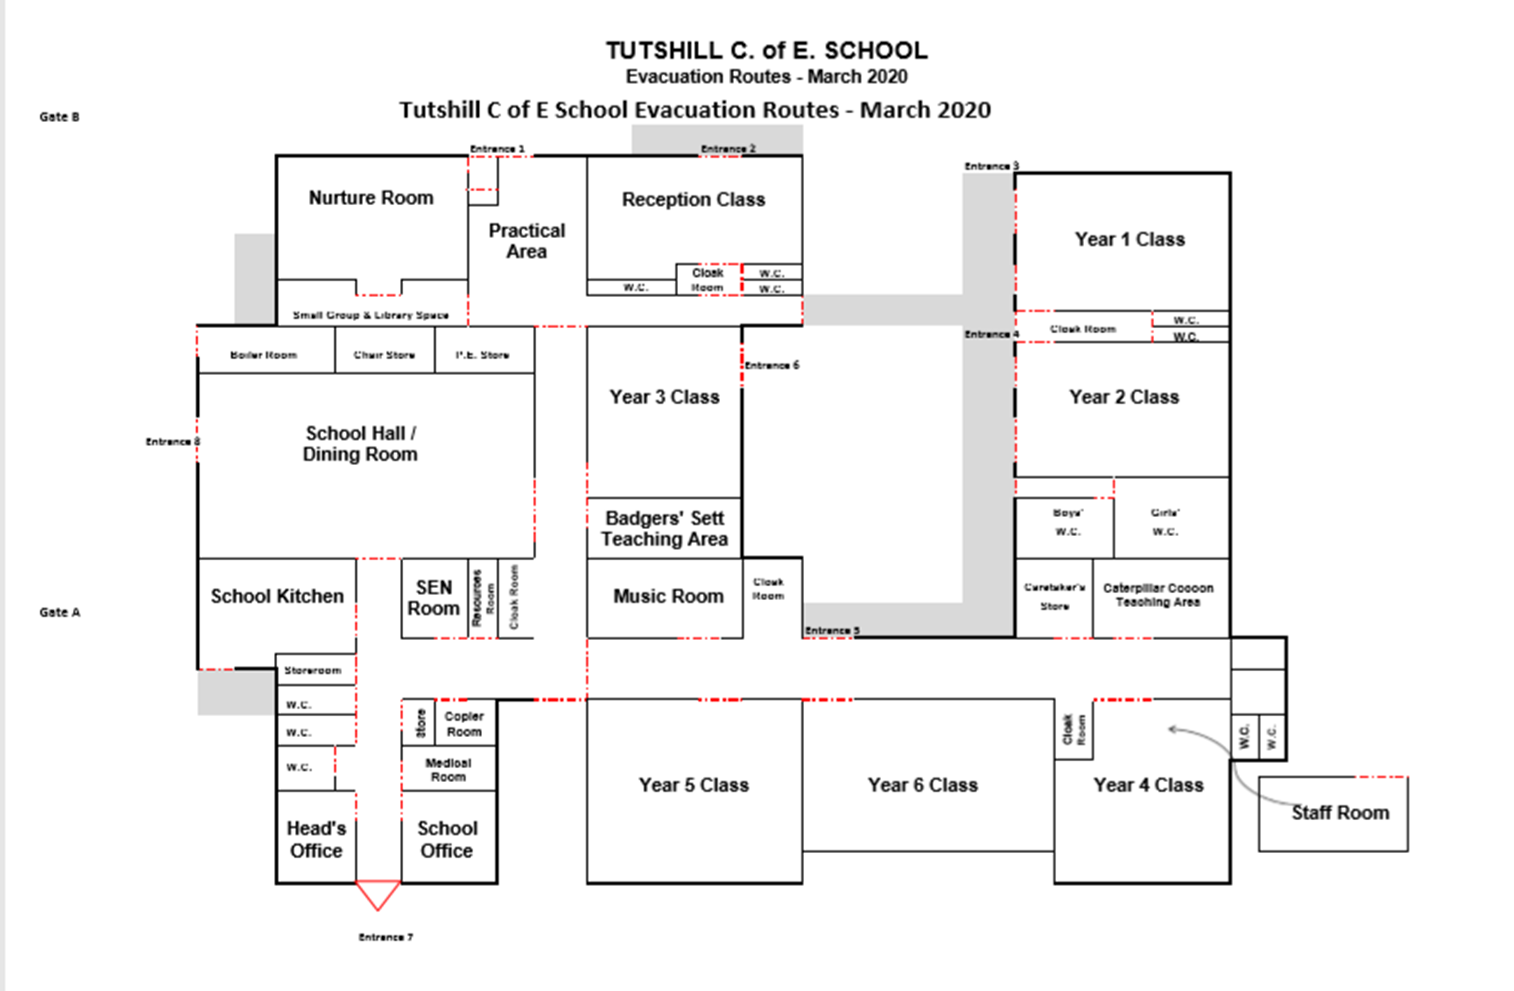 TUTSHILL C. of E. SCHOOL
Evacuation Routes - March 2020
Tutshill C of E School Evacuation Routes - March 2020
Gate B
Entrance 1
Entrance 2
Entrance 3
Nurture Room
Reception Class
Practical
Area
Year 1 Class
Cloak
Room
W.C.
W.C.
W.C.
Small Group & Library Space
W.C.
W.C.
Cloak Room
Entrance 4
Boiler Room
Chair Store
P.E. Store
Entrance 6
Year 3 Class
Year 2 Class
School Hall /
Dining Room
Entrance 8
Badgers' Sett
Teaching Area
Boys'
W.C.
Girls'
W.C.
School Kitchen
SEN
Room
Resources
Room
Cloak Room
Music Room
Cloak
Room
Caretaker's
Store
Caterpillar Cocoon
Teaching Area
Gate A
Entrance 5
Storeroom
W.C.
W.C.
W.C.
Store
Copier
Room
Medical
Room
Cloak
Room
W.C.
W.C.
Year 5 Class
Year 6 Class
Year 4 Class
Staff Room
Head's
Office
School
Office
Entrance 7